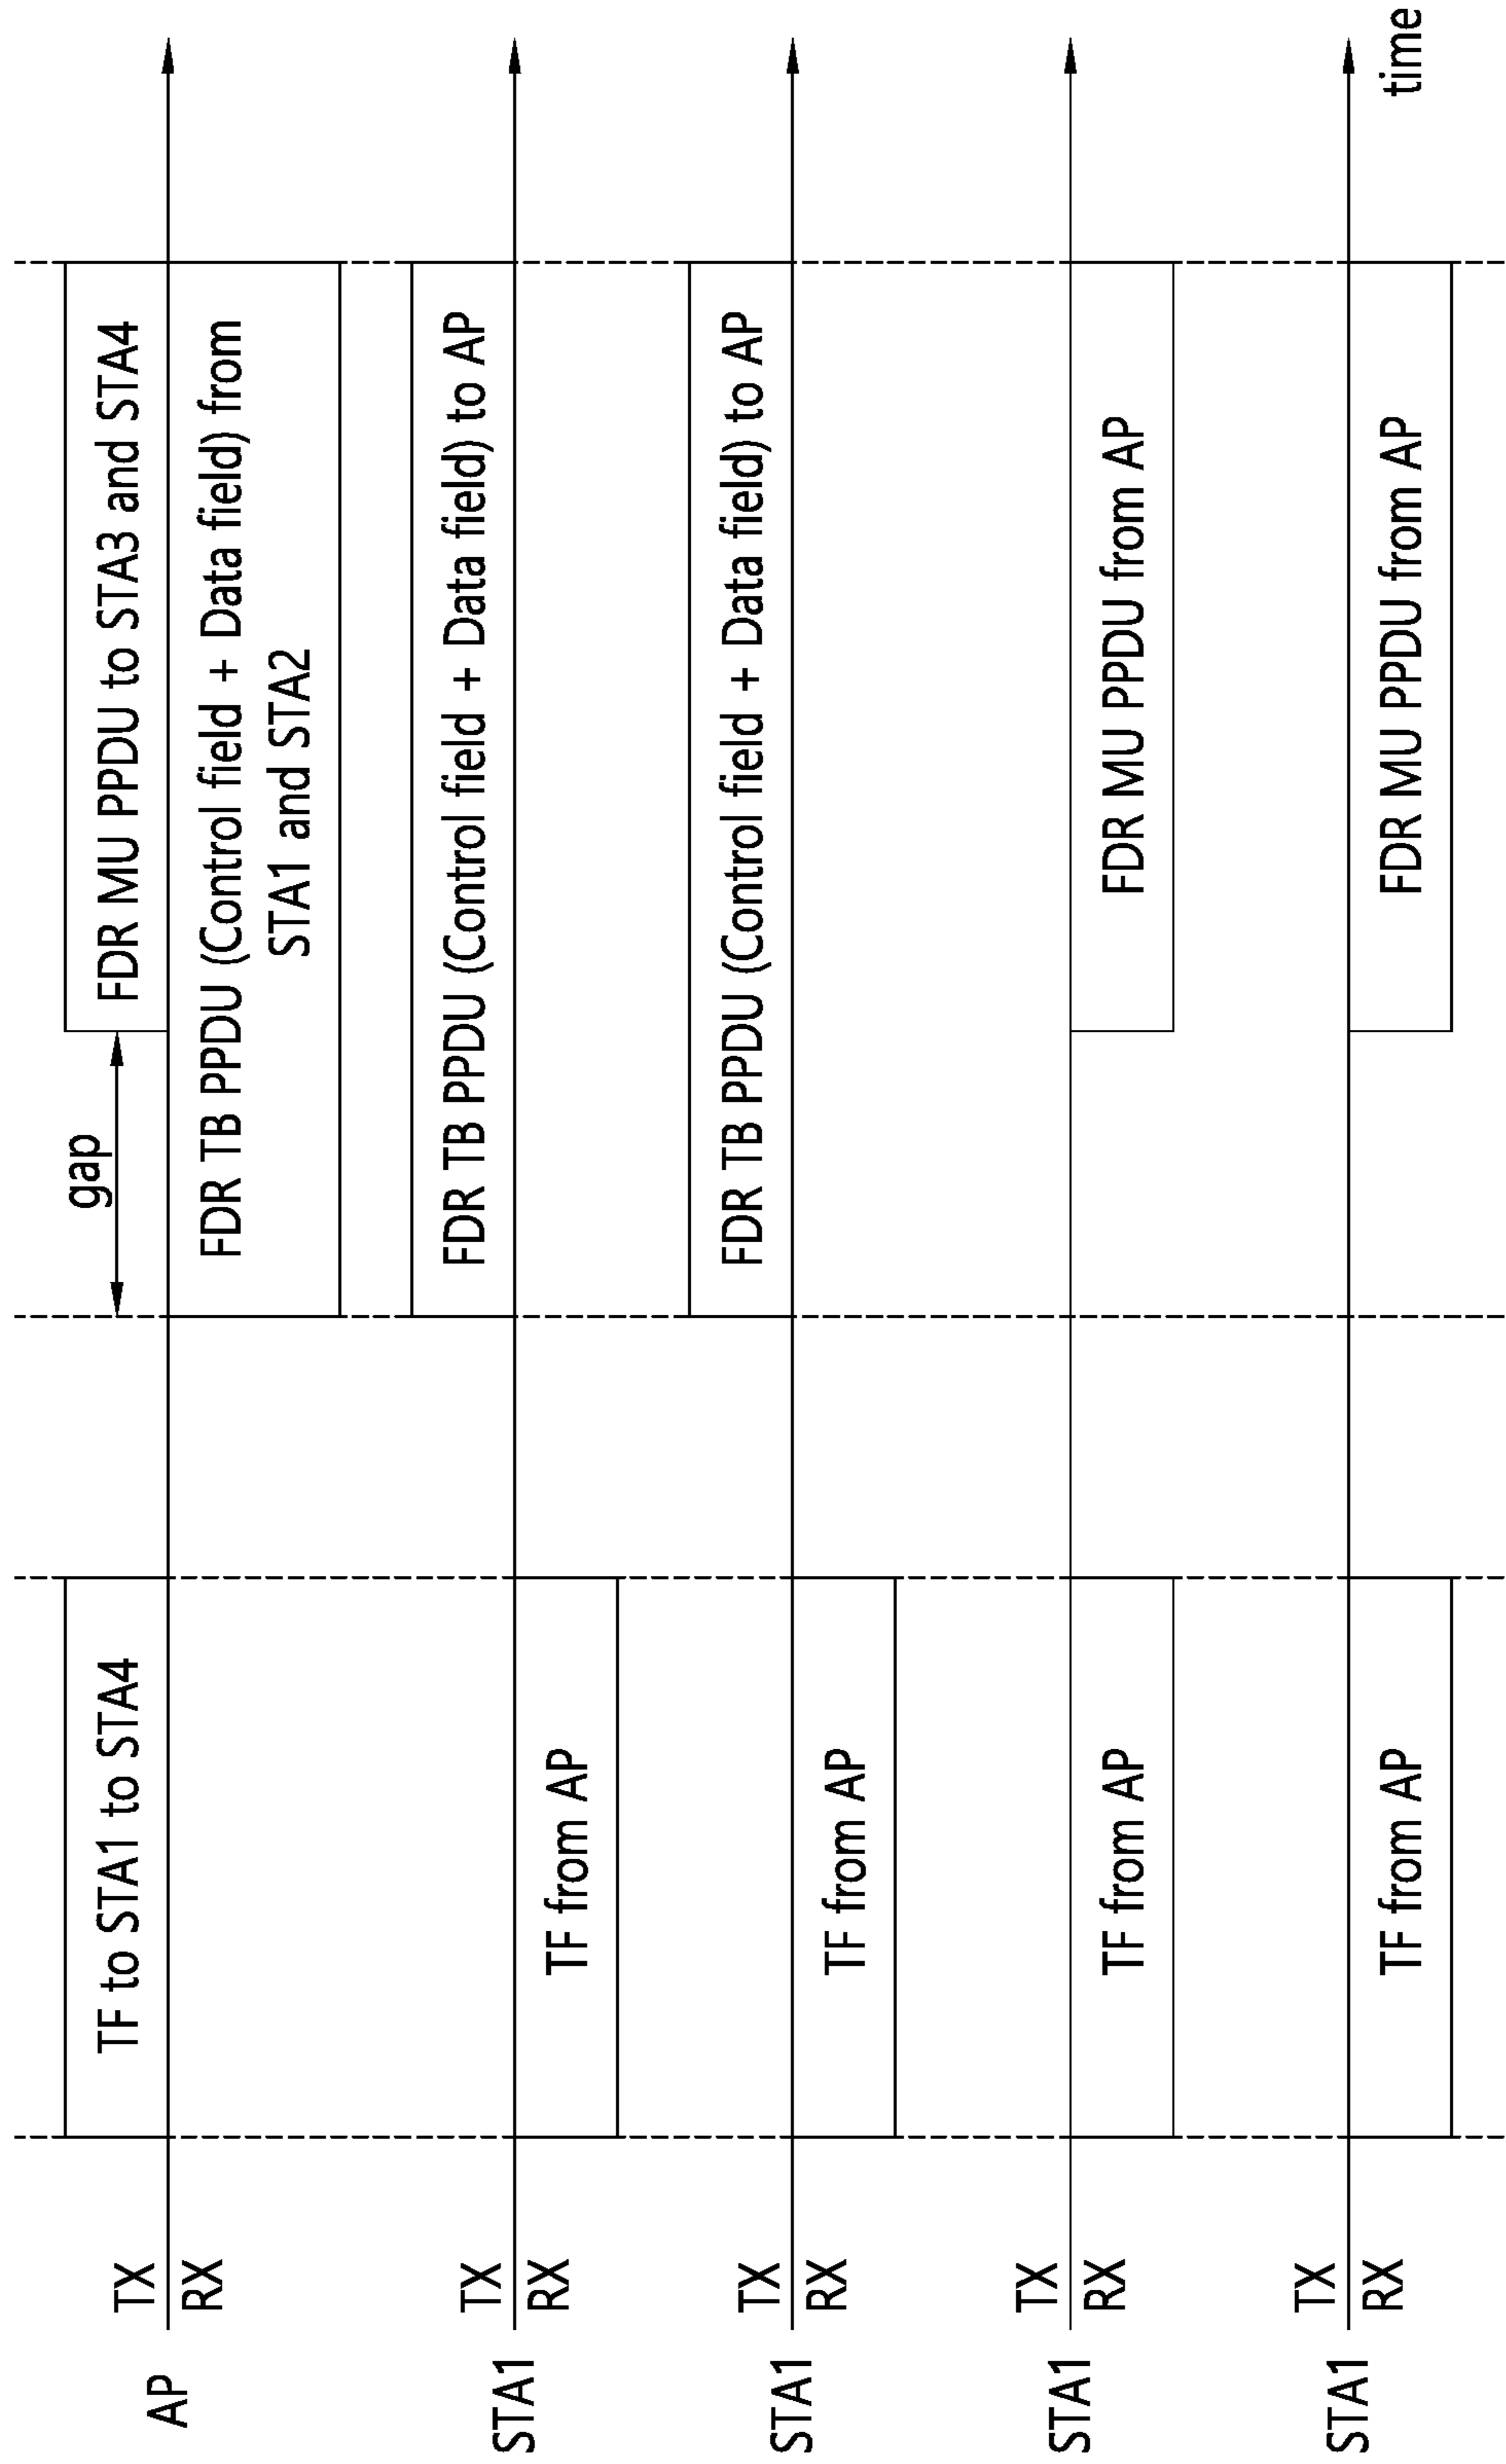 AP
TX
RX
TF to STA1 to STA4
gap
FDR MU PPDU to STA3 and STA4
FDR TB PPDU (Control field + Data field) from
STA1 and STA2
STA1
TX
RX
TF from AP
FDR TB PPDU (Control field + Data field) to AP
STA1
TX
RX
TF from AP
FDR TB PPDU (Control field + Data field) to AP
STA1
TX
RX
TF from AP
FDR MU PPDU from AP
STA1
TX
RX
TF from AP
FDR MU PPDU from AP
time